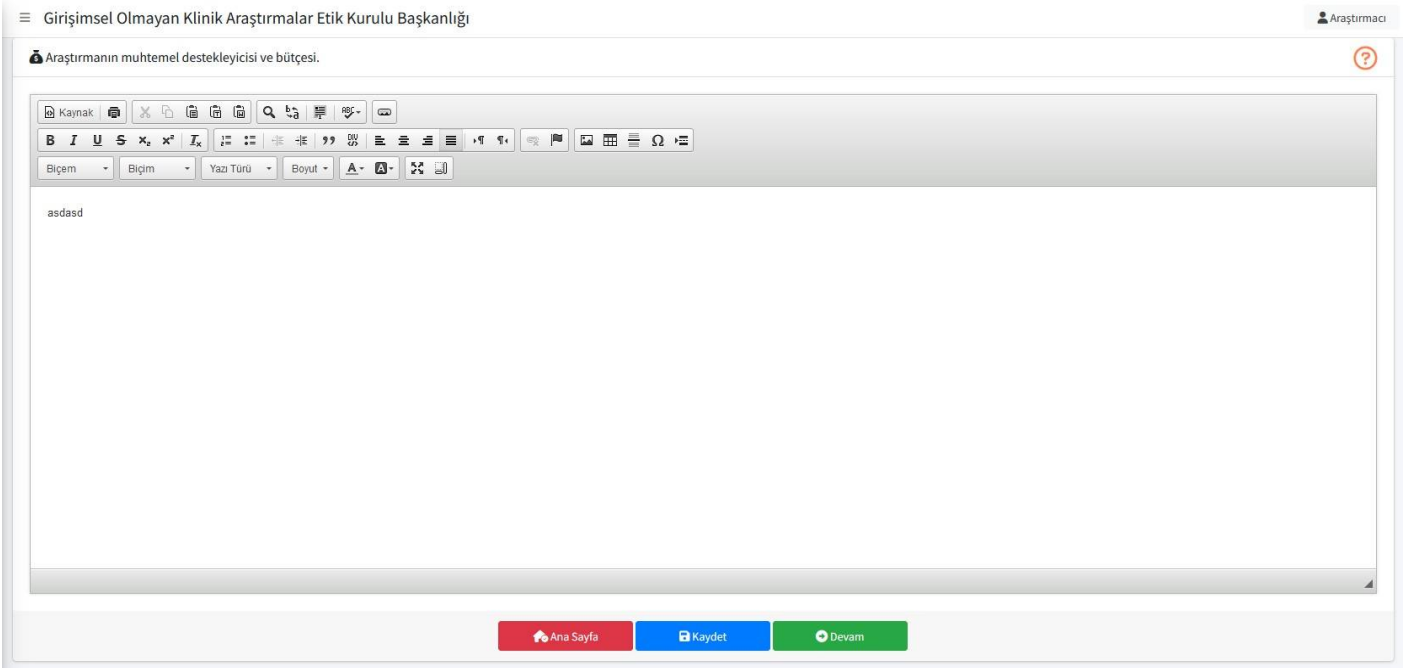 Girişimsel Olmayan Klinik Araştırmalar Etik Kurulu Başkanlığı
Araştırmacı
Araştırmanın muhtemel destekleyicisi ve bütçesi.
Kaynak
Biçem Biçim Yazı Türü Boyut
asdasd
Ana Sayfa Kaydet Devam